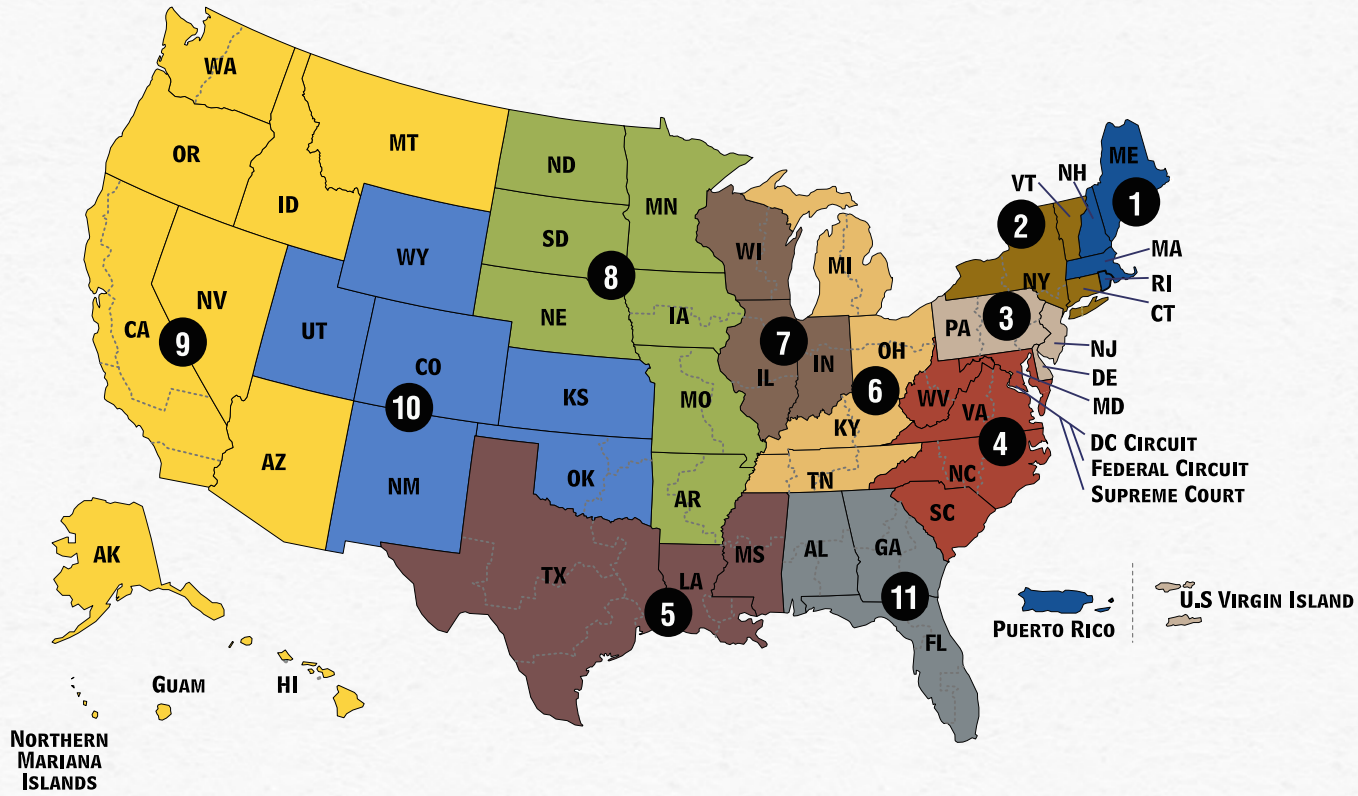 WA
OR
ID
MT
CA
NV
9
AZ
WY
UT
CO
10
NM
KS
OK
ND
SD
NE
8
MN
IA
MO
AR
TX
LA
5
MS
WI
IL
7
IN
MI
OH
6
KY
TN
AL
GA
11
FL
WV
VA
4
NC
SC
PA
3
NY
2
VT
NH
ME
1
MA
RI
CT
NJ
DE
MD
DC CIRCUIT
FEDERAL CIRCUIT
SUPREME COURT
AK
HI
GUAM
NORTHERN
MARIANA
ISLANDS
PUERTO RICO
U.S VIRGIN ISLAND